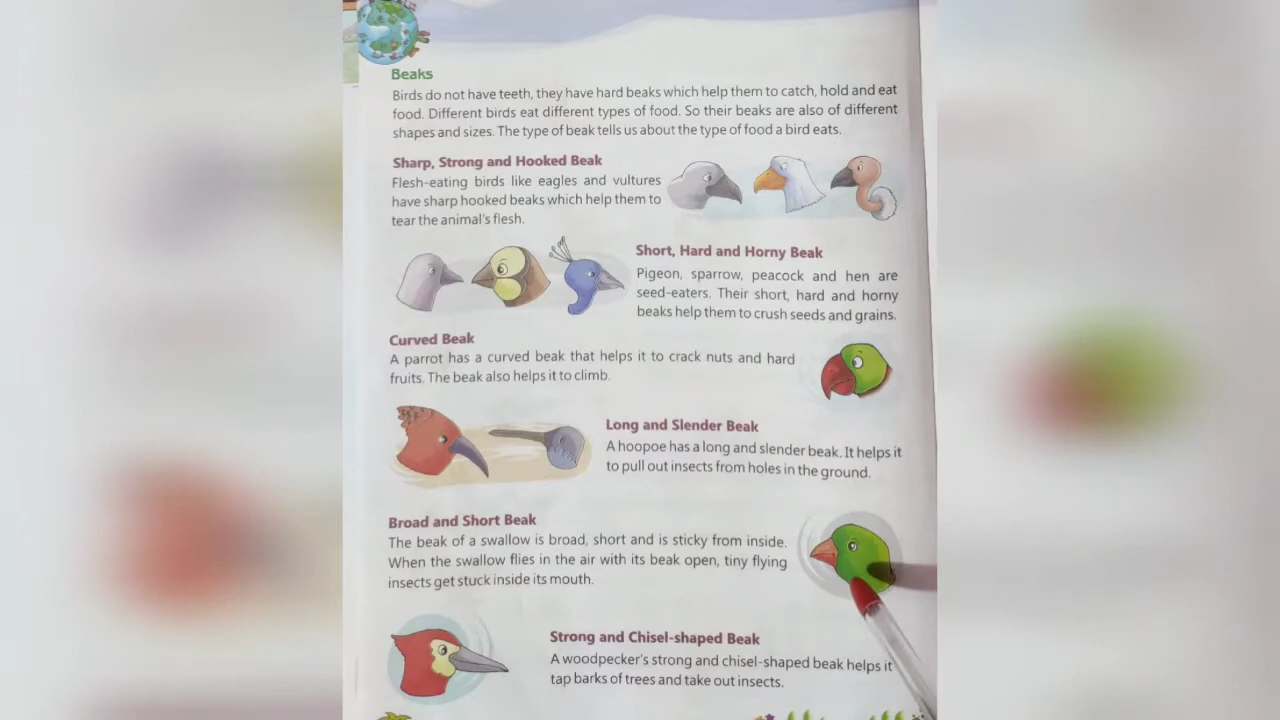 Beaks
Birds do not have teeth, they have hard beaks which help them to catch, hold and eat
food. Different birds eat different types of food. So their beaks are also of different
shapes and sizes. The type of beak tells us about the type of food a bird eats.
Sharp, Strong and Hooked Beak
Flesh-eating birds like eagles and vultures
have sharp hooked beaks which help them to
tear the animal's flesh.
Short, Hard and Horny Beak
Pigeon, sparrow, peacock and hen are
seed-eaters. Their short, hard and horny
beaks help them to crush seeds and grains.
Curved Beak
A parrot has a curved beak that helps it to crack nuts and hard
fruits. The beak also helps it to climb.
Long and Slender Beak
A hoopoe has a long and slender beak. It helps it
to pull out insects from holes in the ground.
Broad and Short Beak
The beak of a swallow is broad, short and is sticky from inside.
When the swallow flies in the air with its beak open, tiny flying
insects get stuck inside its mouth.
Strong and Chisel-shaped Beak
A woodpecker's strong and chisel-shaped beak helps it
tap barks of trees and take out insects.